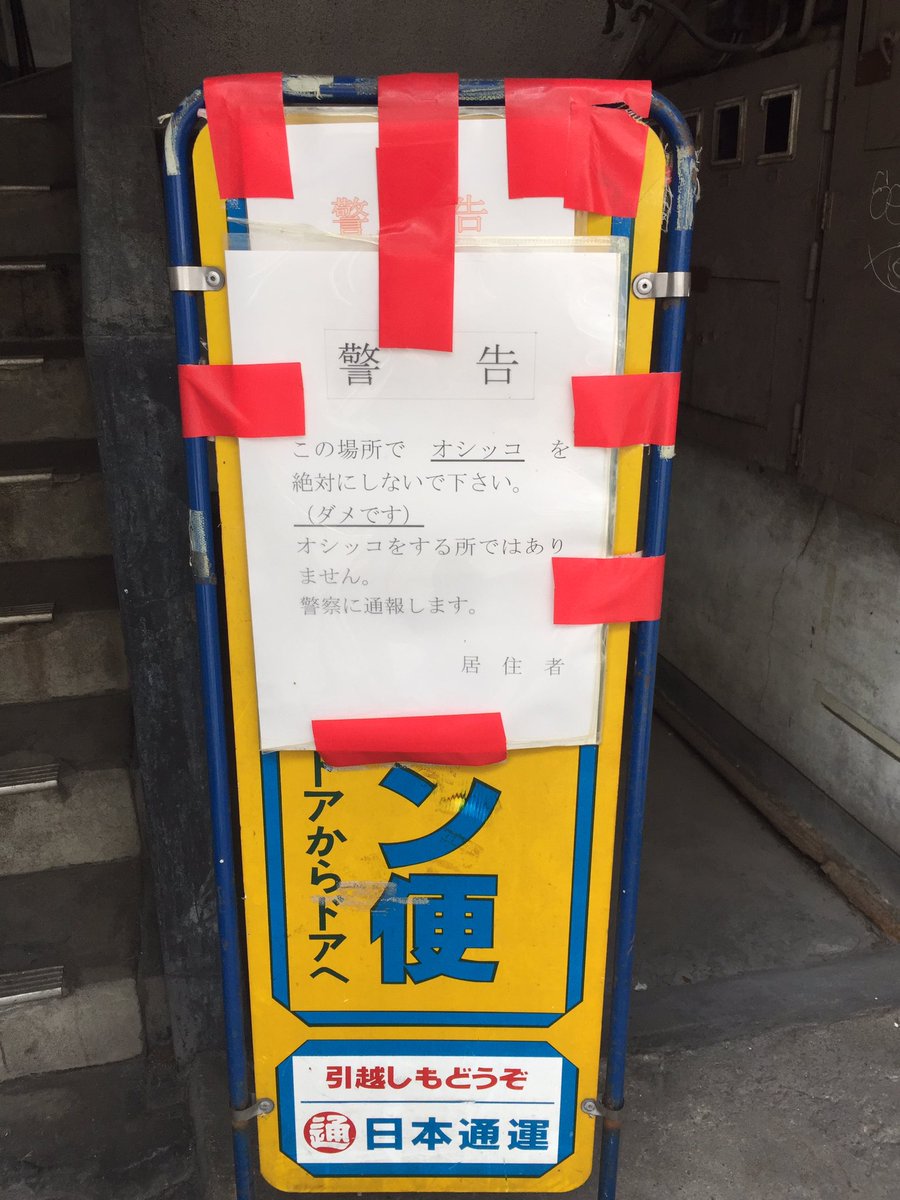 警 告
警 告
この場所で オシッコ を
絶対にしないで下さい。
（ダメです）
オシッコをする所ではあり
ません。
警察に通報します。
居 住 者
ン便
ドアからドアへ
引越しもどうぞ
通 日本通運